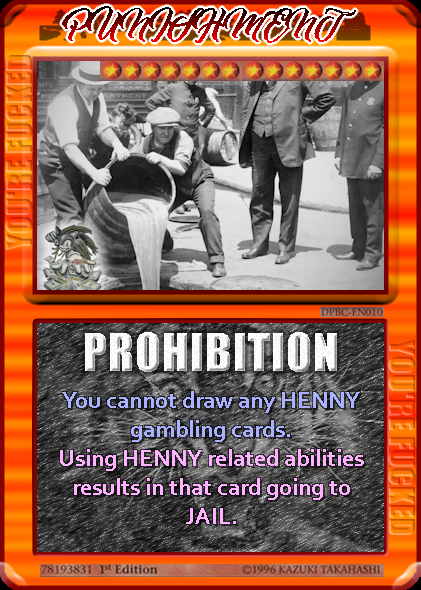 PUNISHMENT
YOU'RE FUCKED
DPBC-EN010
PROHIBITION
You cannot draw any HENNY
gambling cards.
Using HENNY related abilities
results in that card going to
JAIL.
YOU'RE FUCKED
78193831 1st Edition
©1996 KAZUKI TAKAHASHI